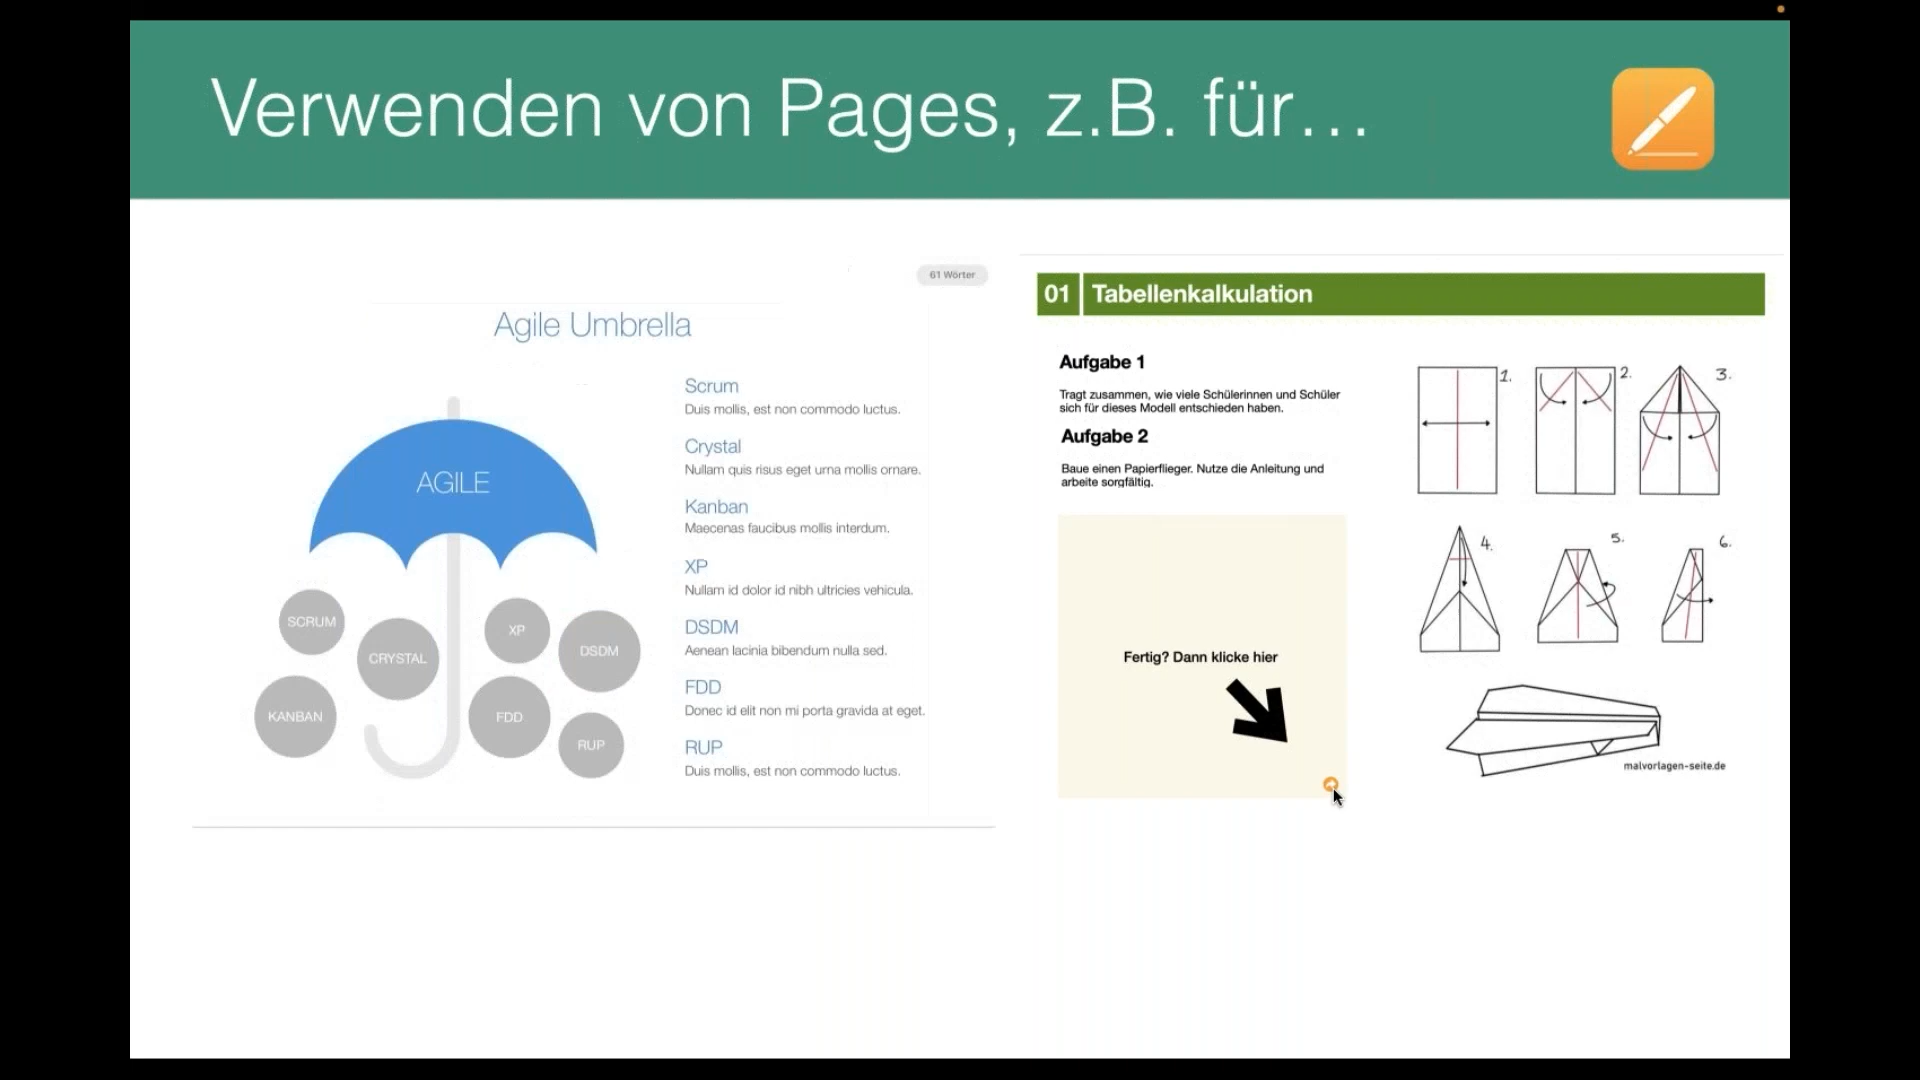 Verwenden von Pages, z.B. für...
61 Wörter
Agile Umbrella
AGILE
SCRUM
CRYSTAL
XP
DSDM
KANBAN
FDD
RUP
Scrum
Duis mollis, est non commodo luctus.
Crystal
Nullam quis risus eget urna mollis ornare.
Kanban
Maecenas faucibus mollis interdum.
XP
Nullam id dolor id nibh ultricies vehicula.
DSDM
Aenean lacinia bibendum nulla sed.
FDD
Donec id elit non mi porta gravida at eget.
RUP
Duis mollis, est non commodo luctus.
01 Tabellenkalkulation
Aufgabe 1
Tragt zusammen, wie viele Schülerinnen und Schüler
sich für dieses Modell entschieden haben.
Aufgabe 2
Baue einen Papierflieger. Nutze die Anleitung und
arbeite sorgfältig.
Fertig? Dann klicke hier
1.
2.
3.
4.
5.
6.
malvorlagen-seite.de